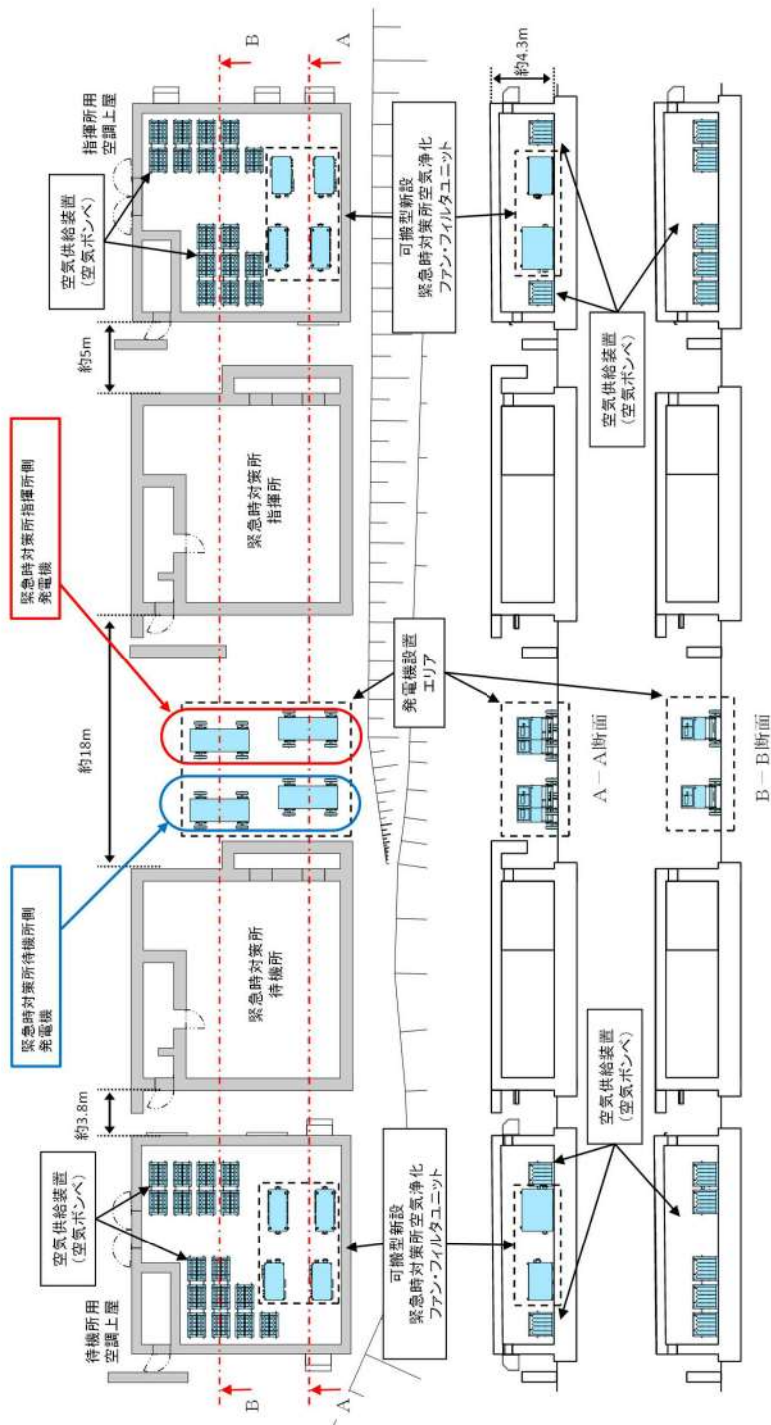 緊急時対策所待機所側
発電機
緊急時対策所指揮所側
発電機
約3.8m
約18m
約5m
待機所用
空調上屋
空気供給装置
(空気ボンベ)
空気供給装置
(空気ボンベ)
指揮所用
空調上屋
B
B
緊急時対策所
待機所
緊急時対策所
指揮所
A
A
可搬型新設
緊急時対策所空気浄化
ファン・フィルタユニット
発電機設置
エリア
可搬型新設
緊急時対策所空気浄化
ファン・フィルタユニット
約4.3m
A－A断面
空気供給装置
(空気ボンベ)
空気供給装置
(空気ボンベ)
B－B断面